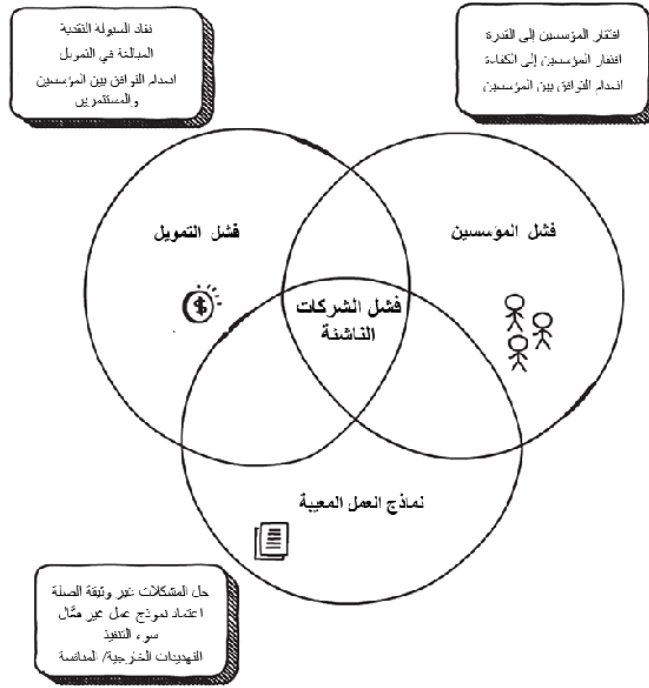 افتقار المؤسسين إلى القدرة
افتقار المؤسسين إلى الكفاءة
انعدام التوافق بين المؤسسين
نفاد السيولة النقدية
المبالغة في التمويل
انعدام التوافق بين المؤسسين
والمستثمرين
فشل المؤسسين
فشل التمويل
$
فشل الشركات
الناشئة
نماذج العمل المعيبة
حل المشكلات غير وثيقة الصلة
اعتماد نموذج عمل غير فعَّال
سوء التنفيذ
التهديدات الخارجية/ المنافسة